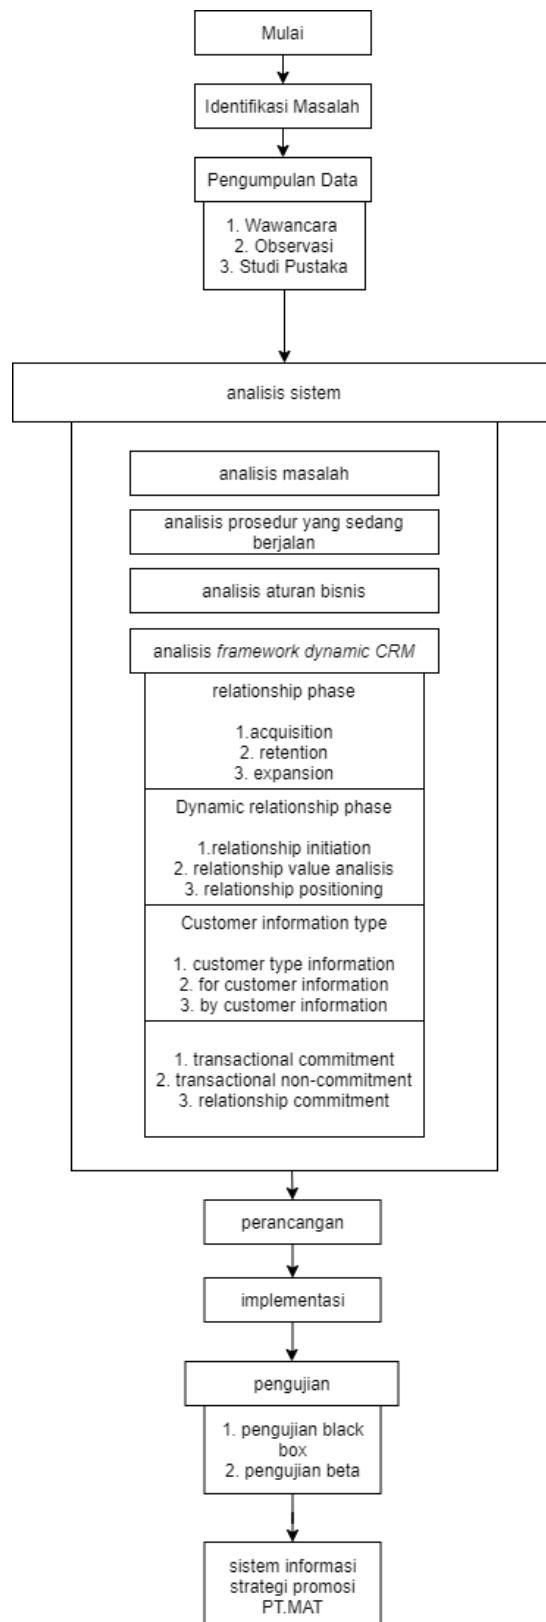 Mulai
Identifikasi Masalah
Pengumpulan Data
1. Wawancara
2. Observasi
3. Studi Pustaka
analisis sistem
analisis masalah
analisis prosedur yang sedang
berjalan
analisis aturan bisnis
analisis framework dynamic CRM
relationship phase
1.acquisition
2. retention
3. expansion
Dynamic relationship phase
1.relationship initiation
2. relationship value analisis
3. relationship positioning
Customer information type
1. customer type information
2. for customer information
3. by customer information
1. transactional commitment
2. transactional non-commitment
3. relationship commitment
perancangan
implementasi
pengujian
1. pengujian black
box
2. pengujian beta
sistem informasi
strategi promosi
PT.MAT